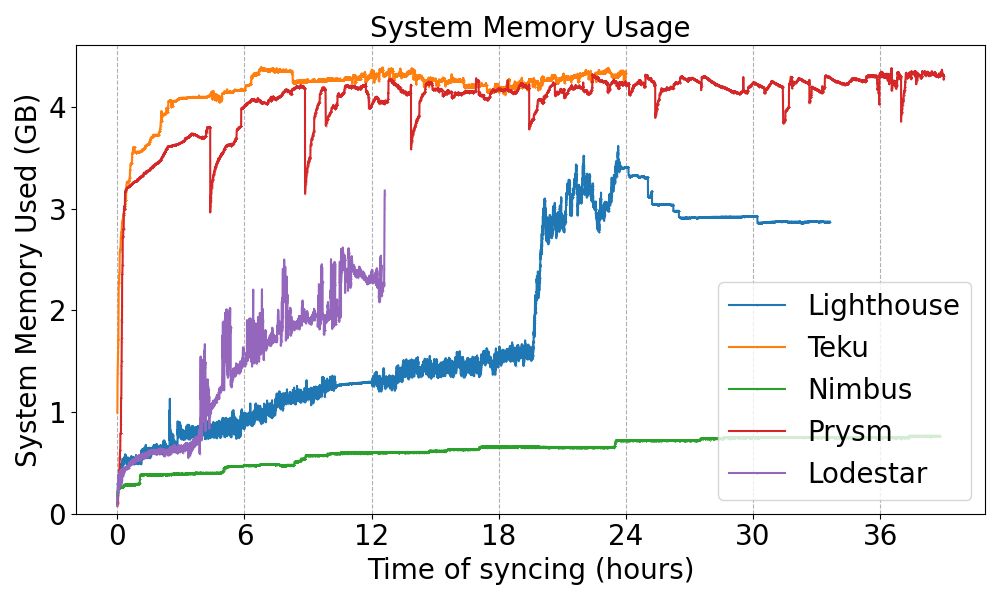 System Memory Usage
System Memory Used (GB)
4
3
2
1
0
Lighthouse
Teku
Nimbus
Prysm
Lodestar
0 6 12 18 24 30 36
Time of syncing (hours)